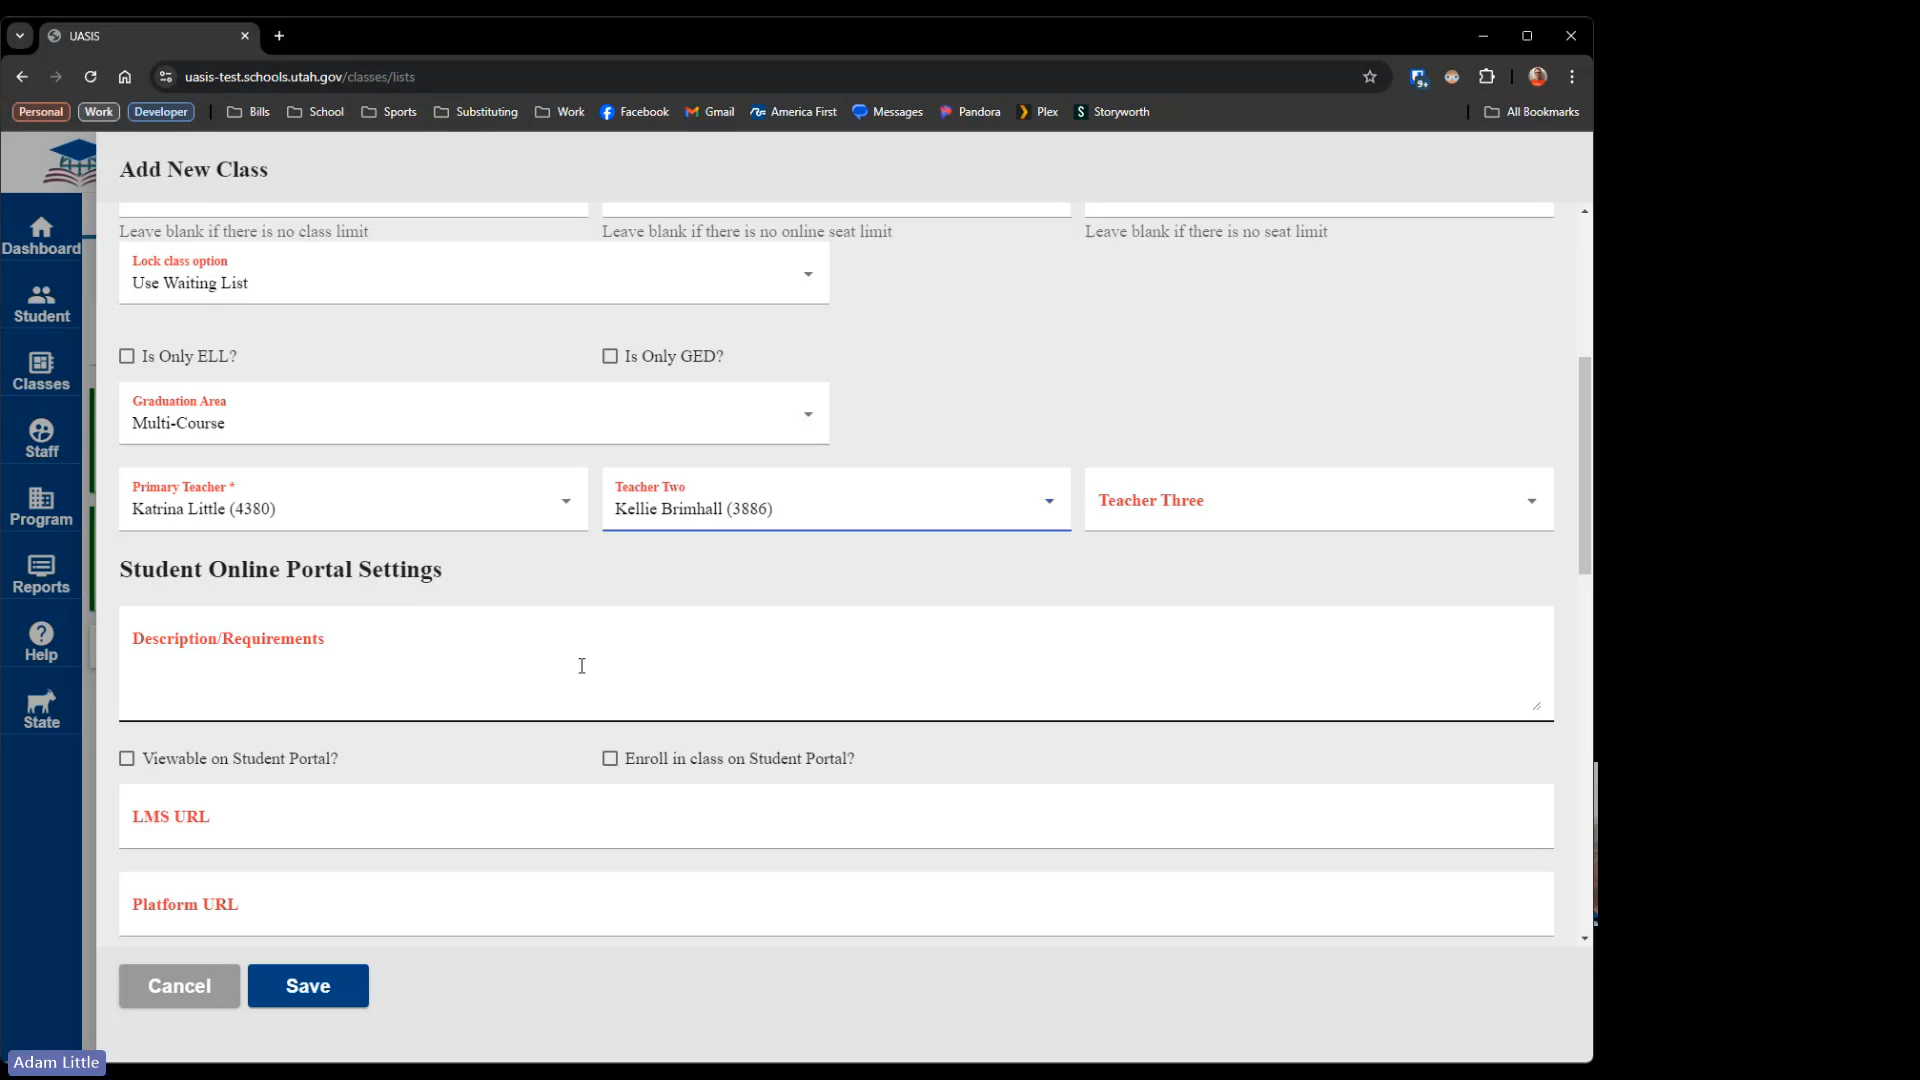 UASIS
uasis-test.schools.utah.gov/classes/lists
9+
Personal Work Developer Bills School Sports Substituting Work Facebook Gmail America First Messages Pandora Plex Storyworth All Bookmarks
Add New Class
Dashboard
Student
Classes
Staff
Program
Reports
Help
State
Leave blank if there is no class limit Leave blank if there is no online seat limit Leave blank if there is no seat limit
Lock class option
Use Waiting List
Is Only ELL? Is Only GED?
Graduation Area
Multi-Course
Primary Teacher * Teacher Two
Katrina Little (4380) Kellie Brimhall (3886) Teacher Three
Student Online Portal Settings
Description/Requirements
Viewable on Student Portal? Enroll in class on Student Portal?
LMS URL
Platform URL
Cancel Save
Adam Little